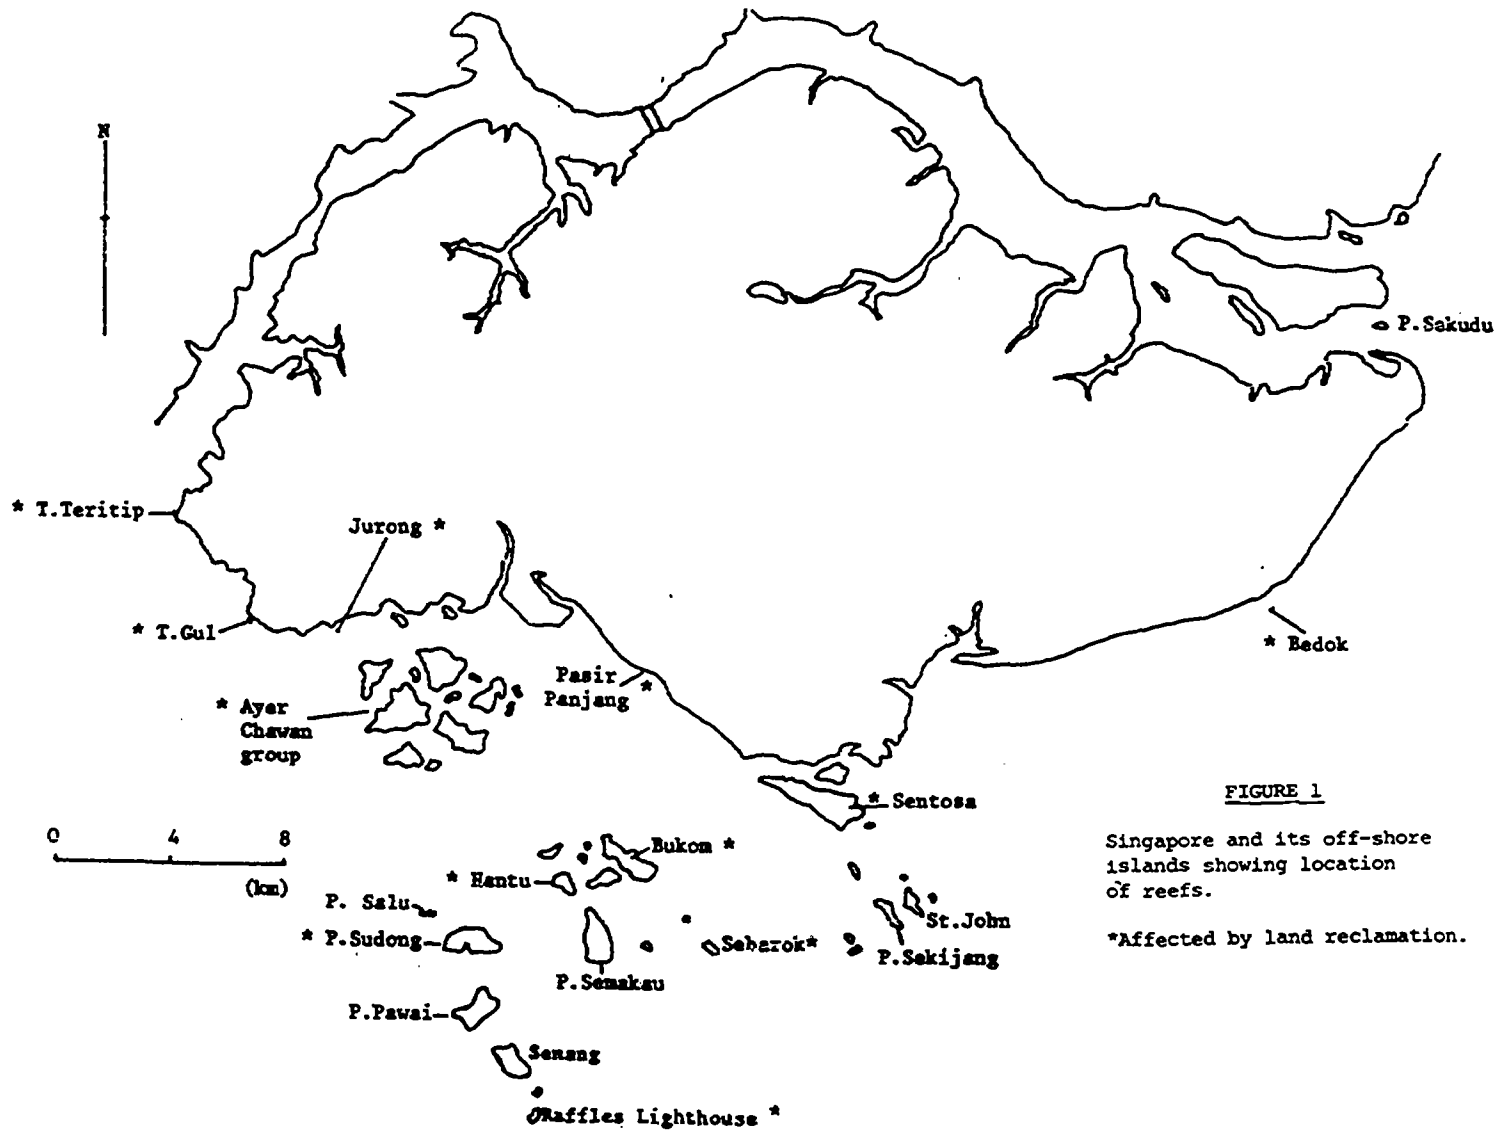 N
P.Sakudu
* T.Teritip
Jurong *
* T.Gul
* Bedok
Pasir
Panjang
*
* Ayer
Chawan
group
* Sentosa
FIGURE 1
Singapore and its off-shore
islands showing location
of reefs.
*Affected by land reclamation.
0 4 8
(km)
Bukom *
* Hantu
P. Salu
* P.Sudong
St.John
Sebarok*
P.Sekijang
P.Semakau
P.Pawai
Senang
Raffles Lighthouse *